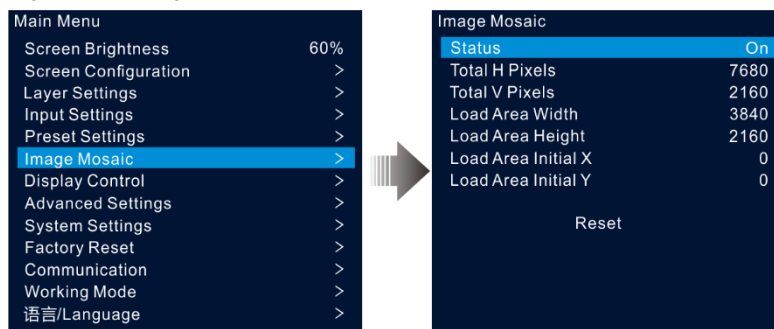 Main Menu
Screen Brightness 60%
Screen Configuration >
Layer Settings >
Input Settings >
Preset Settings >
Image Mosaic >
Display Control >
Advanced Settings >
System Settings >
Factory Reset >
Communication >
Working Mode >
语言/Language >
Image Mosaic
Status On
Total H Pixels 7680
Total V Pixels 2160
Load Area Width 3840
Load Area Height 2160
Load Area Initial X 0
Load Area Initial Y 0
Reset